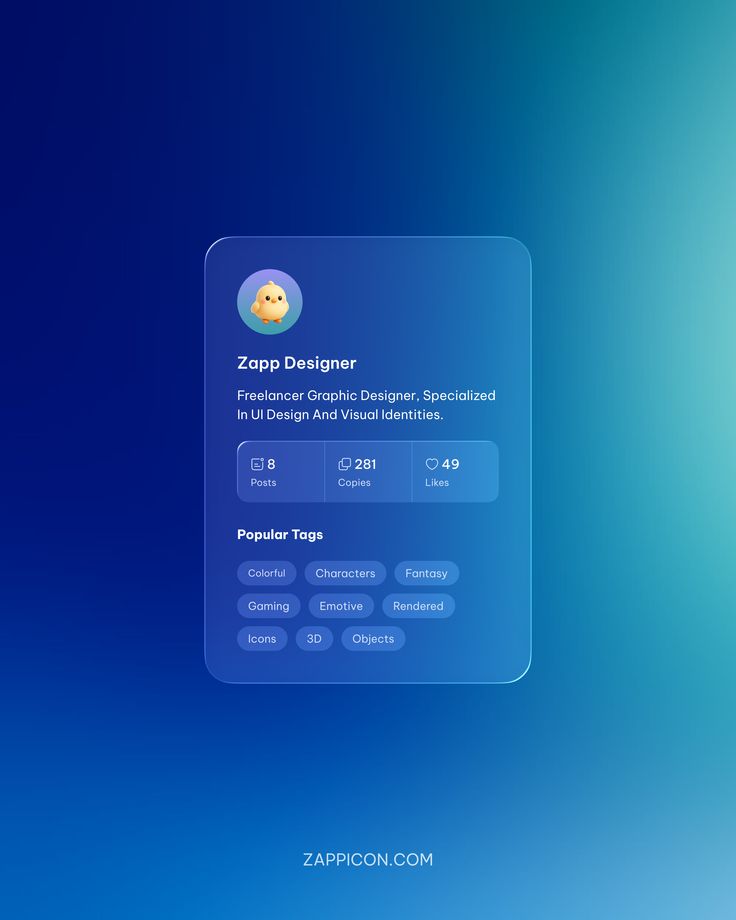 Zapp Designer
Freelancer Graphic Designer, Specialized
In UI Design And Visual Identities.
8 281 49
Posts Copies Likes
Popular Tags
Colorful Characters Fantasy
Gaming Emotive Rendered
Icons 3D Objects
ZAPPICON.COM